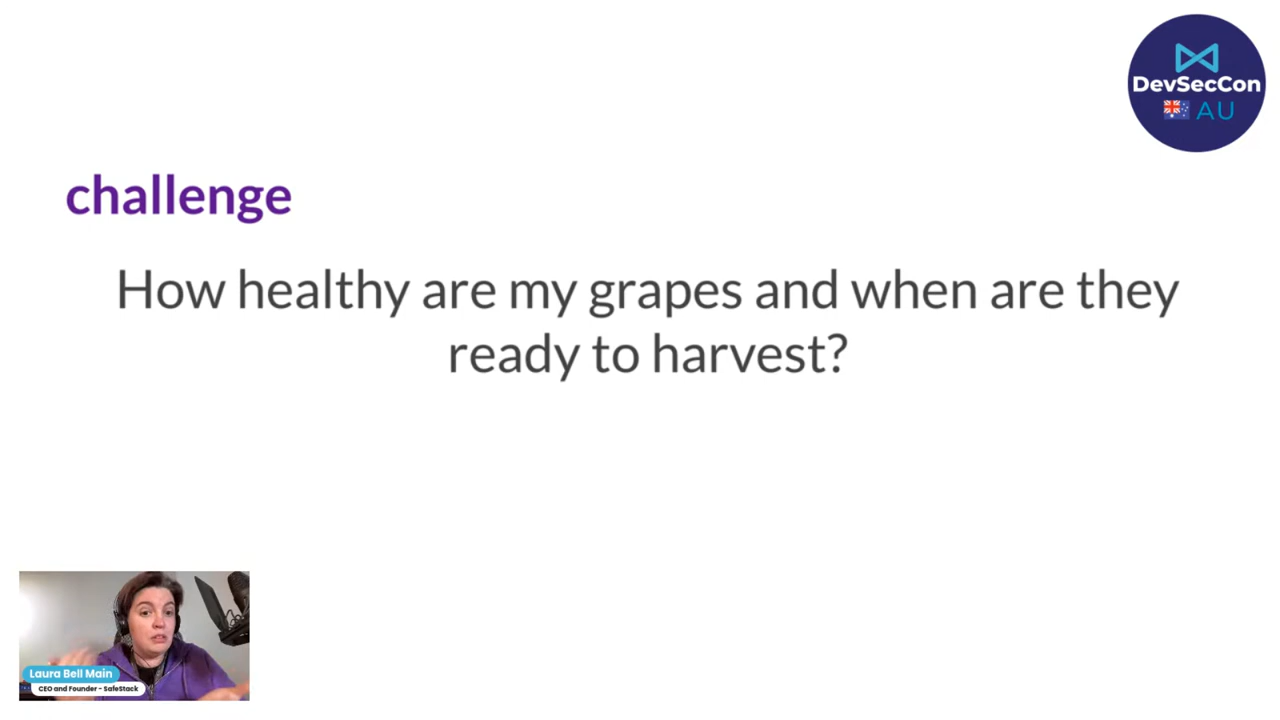 DevSecCon
AU
challenge
How healthy are my grapes and when are they
ready to harvest?
Laura Bell Main
CEO and Founder - SafeStack